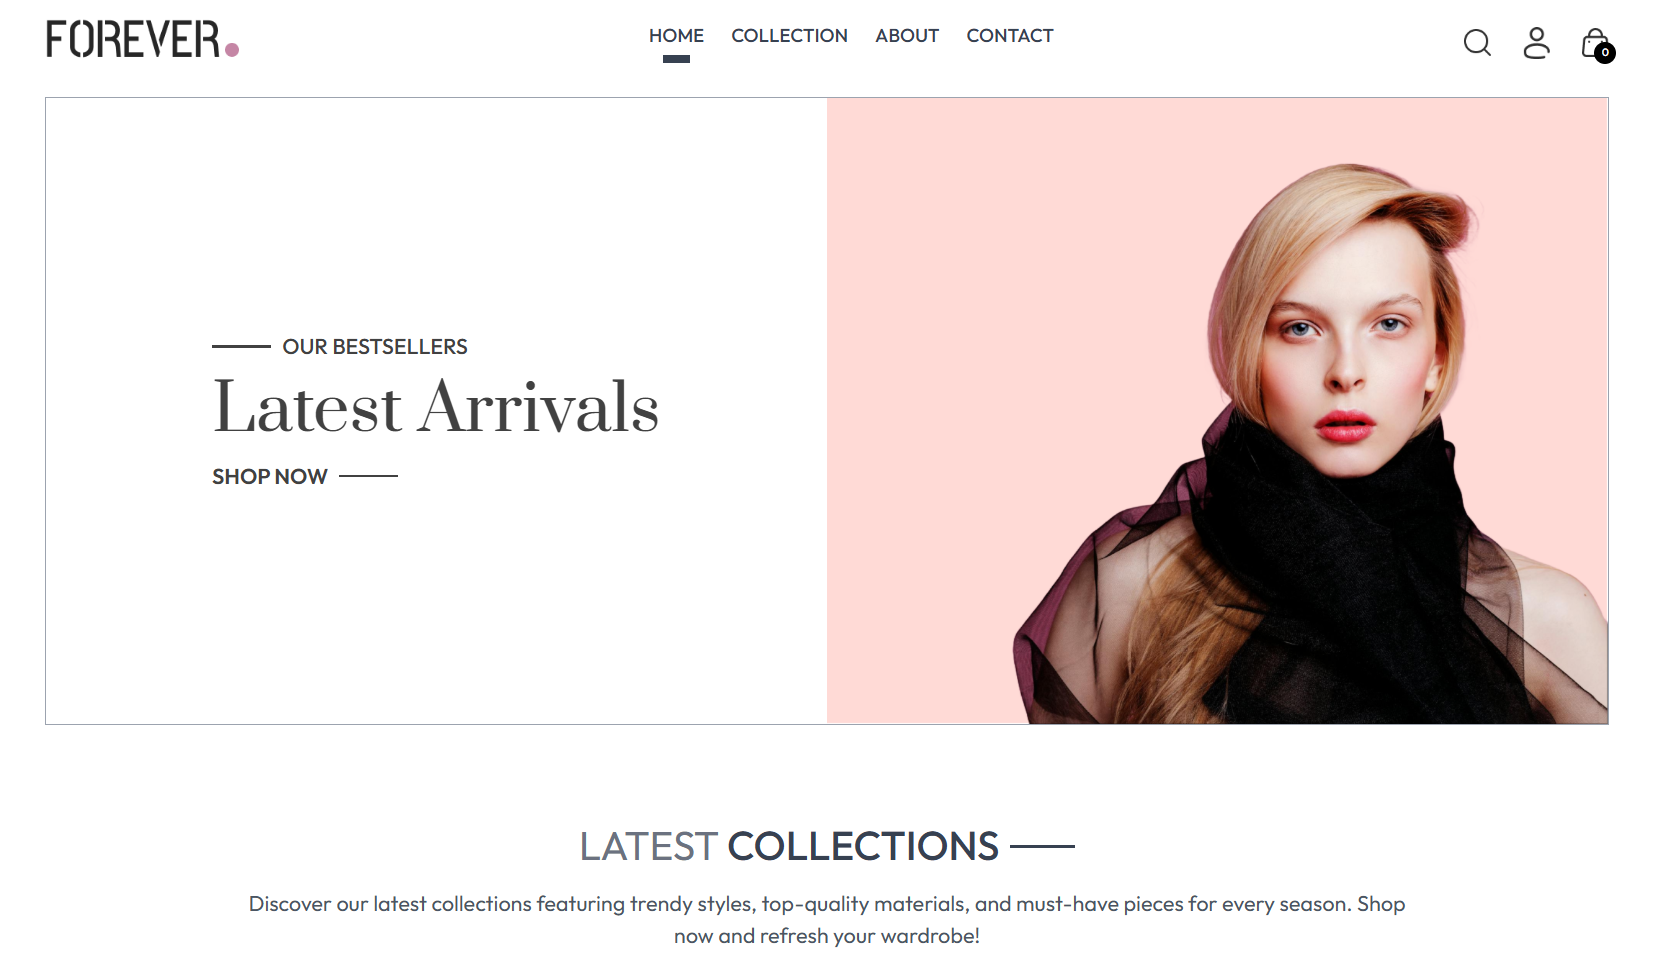 FOREVER.
HOME COLLECTION ABOUT CONTACT
0
OUR BESTSELLERS
Latest Arrivals
SHOP NOW
LATEST COLLECTIONS
Discover our latest collections featuring trendy styles, top-quality materials, and must-have pieces for every season. Shop
now and refresh your wardrobe!